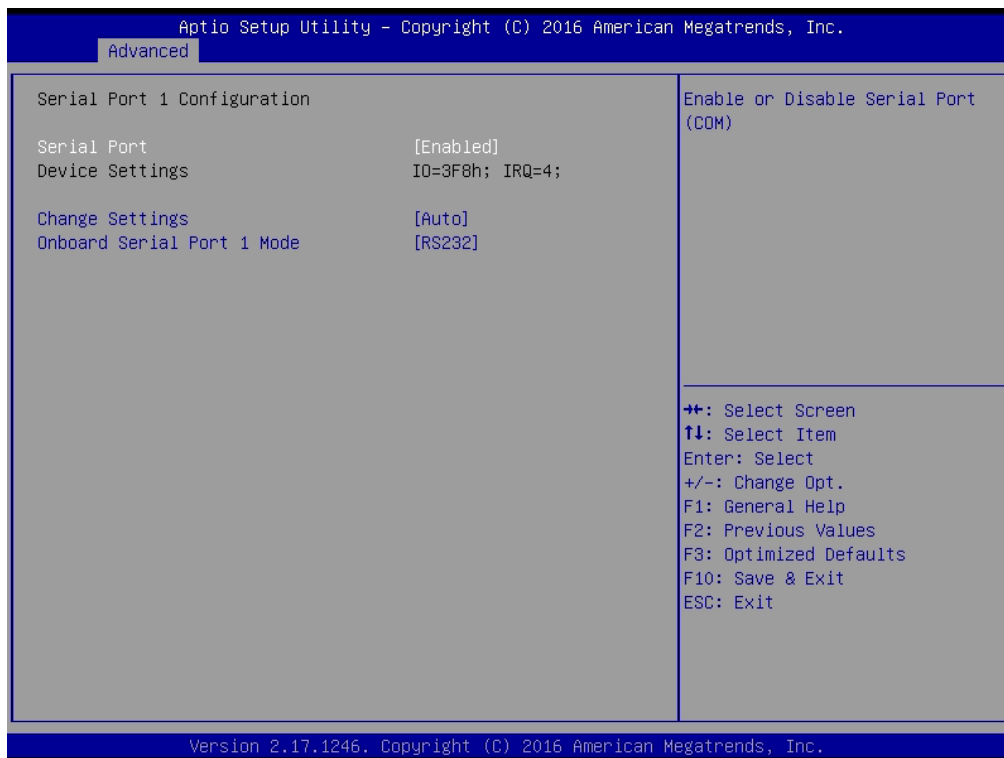 Aptio Setup Utility – Copyright (C) 2016 American Megatrends, Inc.
Advanced
Serial Port 1 Configuration
Serial Port [Enabled]
Device Settings IO=3F8h; IRQ=4;
Change Settings [Auto]
Onboard Serial Port 1 Mode [RS232]
Enable or Disable Serial Port
(COM)
→←: Select Screen
↑↓: Select Item
Enter: Select
+/-: Change Opt.
F1: General Help
F2: Previous Values
F3: Optimized Defaults
F10: Save & Exit
ESC: Exit
Version 2.17.1246. Copyright (C) 2016 American Megatrends, Inc.